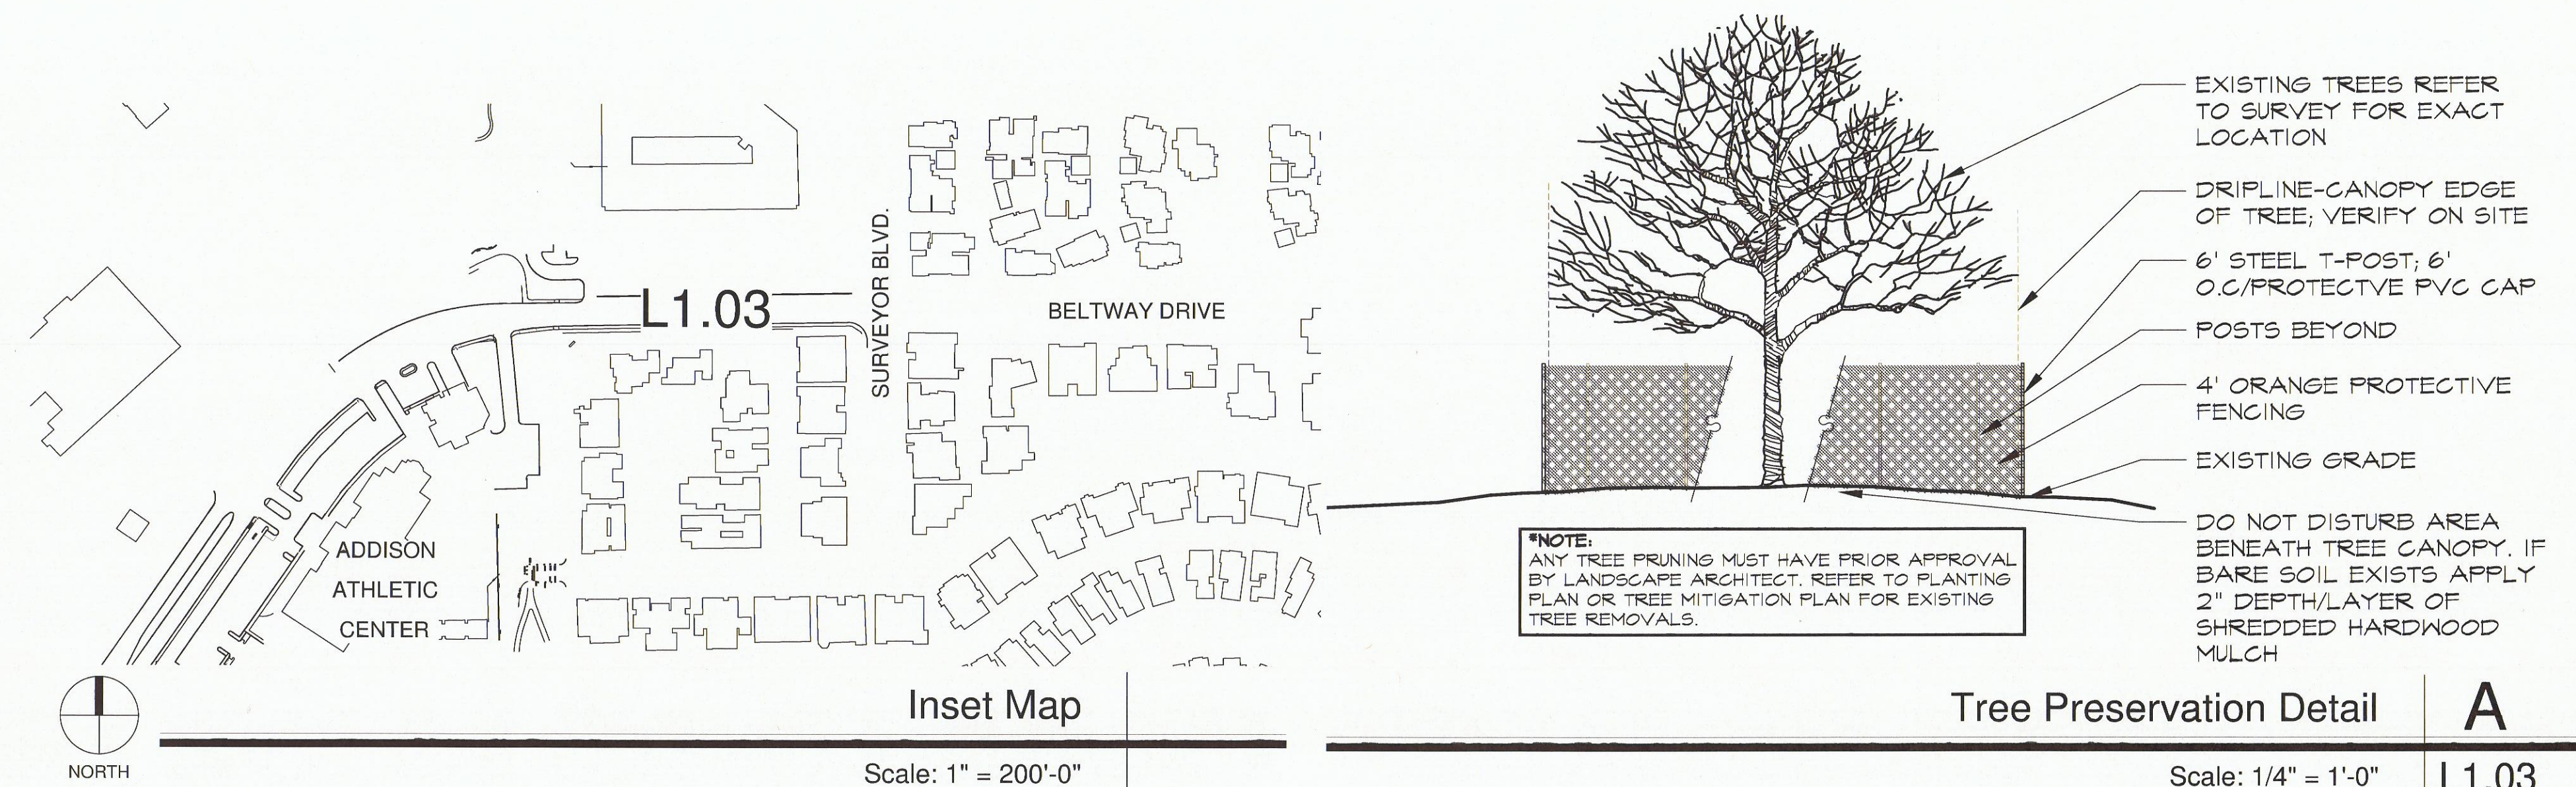 L1.03
SURVEYOR BLVD.
BELTWAY DRIVE
ADDISON
ATHLETIC
CENTER
NORTH
Inset Map
Scale: 1" = 200'-0"
EXISTING TREES REFER
TO SURVEY FOR EXACT
LOCATION
DRIPLINE-CANOPY EDGE
OF TREE; VERIFY ON SITE
6' STEEL T-POST; 6'
O.C/PROTECTVE PVC CAP
POSTS BEYOND
4' ORANGE PROTECTIVE
FENCING
EXISTING GRADE
DO NOT DISTURB AREA
BENEATH TREE CANOPY. IF
BARE SOIL EXISTS APPLY
2" DEPTH/LAYER OF
SHREDDED HARDWOOD
MULCH
*NOTE:
ANY TREE PRUNING MUST HAVE PRIOR APPROVAL
BY LANDSCAPE ARCHITECT. REFER TO PLANTING
PLAN OR TREE MITIGATION PLAN FOR EXISTING
TREE REMOVALS.
Tree Preservation Detail
A
Scale: 1/4" = 1'-0"
L1.03